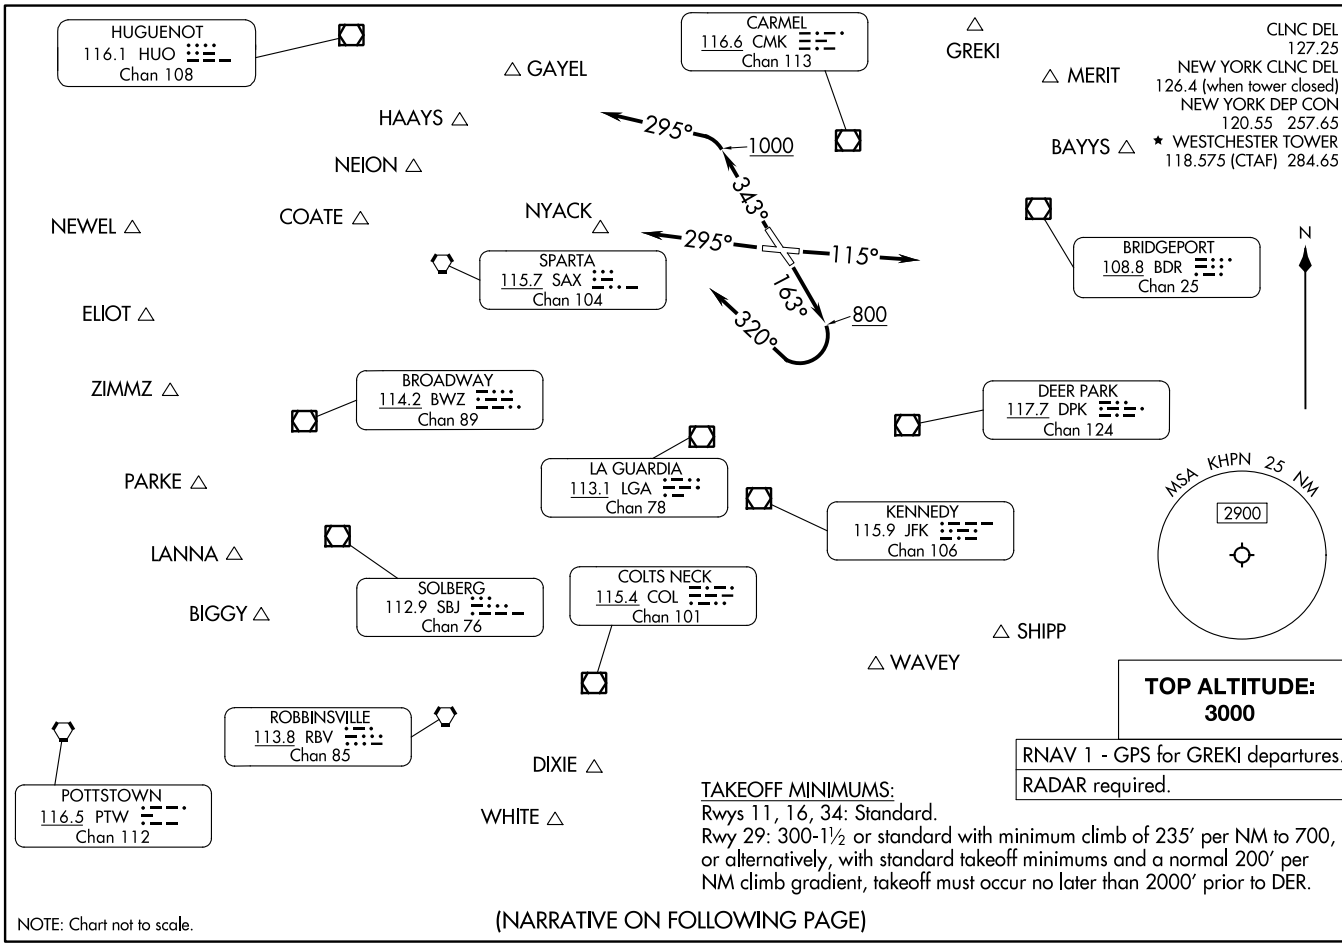 HUGUENOT
116.1 HUO
Chan 108
CARMEL
116.6 CMK
Chan 113
GREKI
CLNC DEL
127.25
NEW YORK CLNC DEL
126.4 (when tower closed)
NEW YORK DEP CON
120.55 257.65
★ WESTCHESTER TOWER
118.575 (CTAF) 284.65
GAYEL
MERIT
HAAYS
295°
1000
BAYYS
NEION
343°
COATE
NYACK
NEWEL
295°
115°
N
BRIDGEPORT
108.8 BDR
Chan 25
SPARTA
115.7 SAX
Chan 104
163°
ELIOT
800
320°
ZIMMZ
BROADWAY
114.2 BWZ
Chan 89
DEER PARK
117.7 DPK
Chan 124
LA GUARDIA
113.1 LGA
Chan 78
PARKE
MSA KHPN 25 NM
2900
KENNEDY
115.9 JFK
Chan 106
LANNA
SOLBERG
112.9 SBJ
Chan 76
COLTS NECK
115.4 COL
Chan 101
BIGGY
SHIPP
WAVEY
TOP ALTITUDE:
3000
ROBBINSVILLE
113.8 RBV
Chan 85
RNAV 1 - GPS for GREKI departures.
RADAR required.
DIXIE
POTTSTOWN
116.5 PTW
Chan 112
WHITE
TAKEOFF MINIMUMS:
Rwys 11, 16, 34: Standard.
Rwy 29: 300-1½ or standard with minimum climb of 235' per NM to 700,
or alternatively, with standard takeoff minimums and a normal 200' per
NM climb gradient, takeoff must occur no later than 2000' prior to DER.
NOTE: Chart not to scale.
(NARRATIVE ON FOLLOWING PAGE)